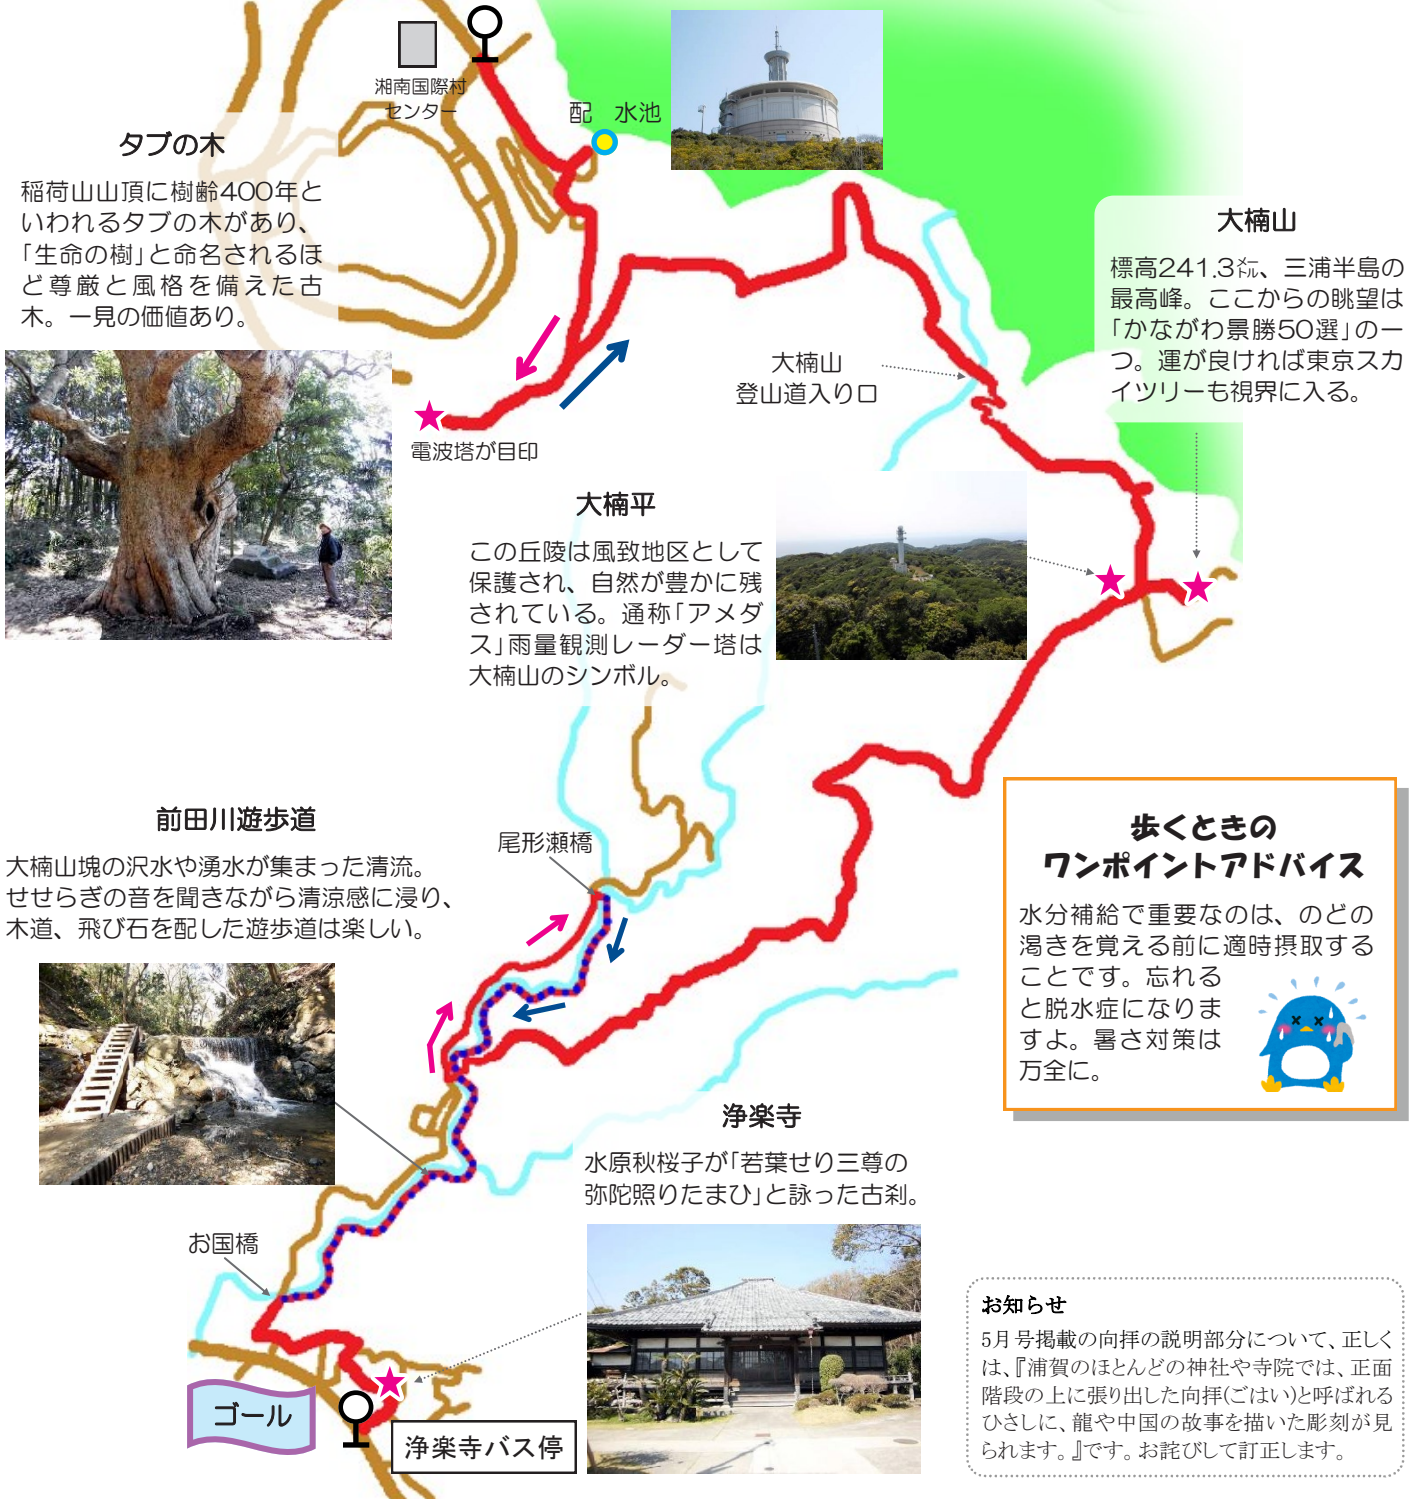 湘南国際村
センター
配 水池
タブの木
稲荷山山頂に樹齢400年と
いわれるタブの木があり、
「生命の樹」と命名されるほ
ど尊厳と風格を備えた古
木。一見の価値あり。
大楠山
標高241.3㍍、三浦半島の
最高峰。ここからの眺望は
「かながわ景勝50選」の一
つ。運が良ければ東京スカ
イツリーも視界に入る。
大楠山
登山道入り口
電波塔が目印
大楠平
この丘陵は風致地区として
保護され、自然が豊かに残
されている。通称「アメダ
ス」雨量観測レーダー塔は
大楠山のシンボル。
前田川遊歩道
大楠山塊の沢水や湧水が集まった清流。
せせらぎの音を聞きながら清涼感に浸り、
木道、飛び石を配した遊歩道は楽しい。
尾形瀬橋
歩くときの
ワンポイントアドバイス
水分補給で重要なのは、のどの
渇きを覚える前に適時摂取する
ことです。忘れる
と脱水症になりま
すよ。暑さ対策は
万全に。
浄楽寺
水原秋桜子が「若葉せり三尊の
弥陀照りたまひ」と詠った古刹。
お国橋
ゴール
浄楽寺バス停
お知らせ
5月号掲載の向拝の説明部分について、正しく
は、『浦賀のほとんどの神社や寺院では、正面
階段の上に張り出した向拝(ごはい)と呼ばれる
ひさしに、龍や中国の故事を描いた彫刻が見
られます。』です。お詫びして訂正します。